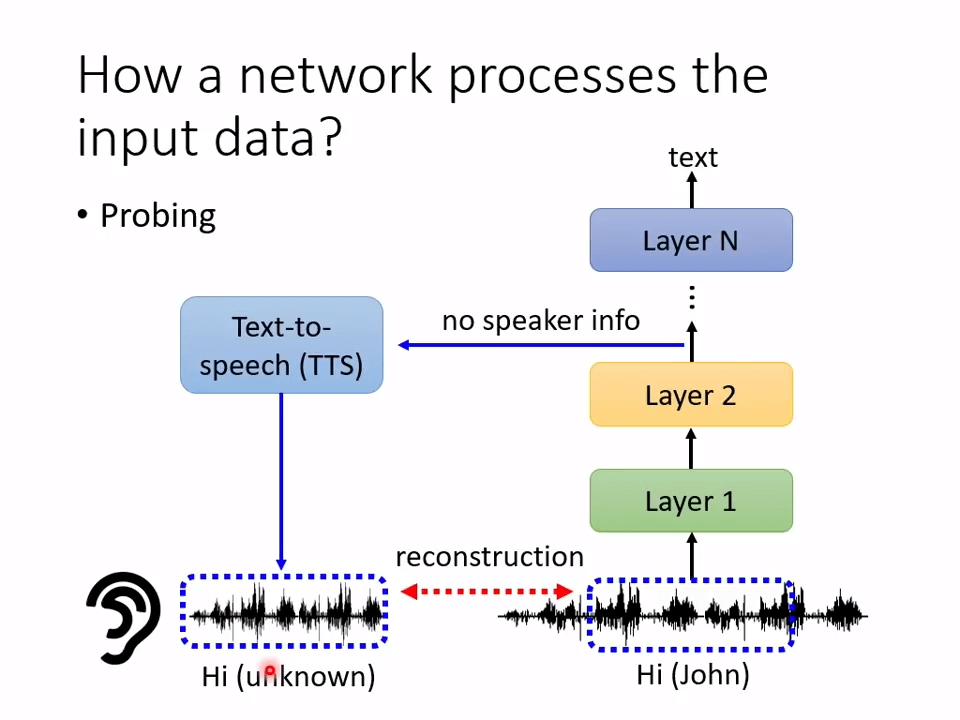 How a network processes the
input data?
• Probing
text
Layer N
⋮
no speaker info
Text-to-
speech (TTS)
Layer 2
Layer 1
reconstruction
Hi (unknown)
Hi (John)